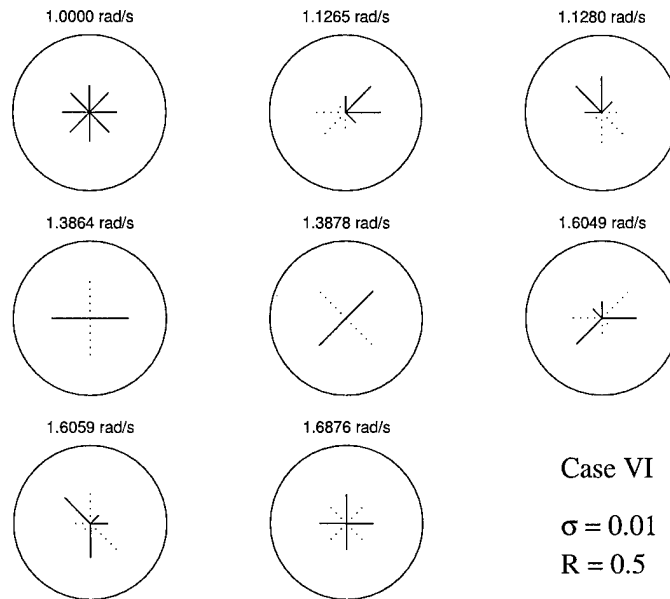 1.0000 rad/s
1.1265 rad/s
1.1280 rad/s
1.3864 rad/s
1.3878 rad/s
1.6049 rad/s
1.6059 rad/s
1.6876 rad/s
Case VI
σ = 0.01
R = 0.5